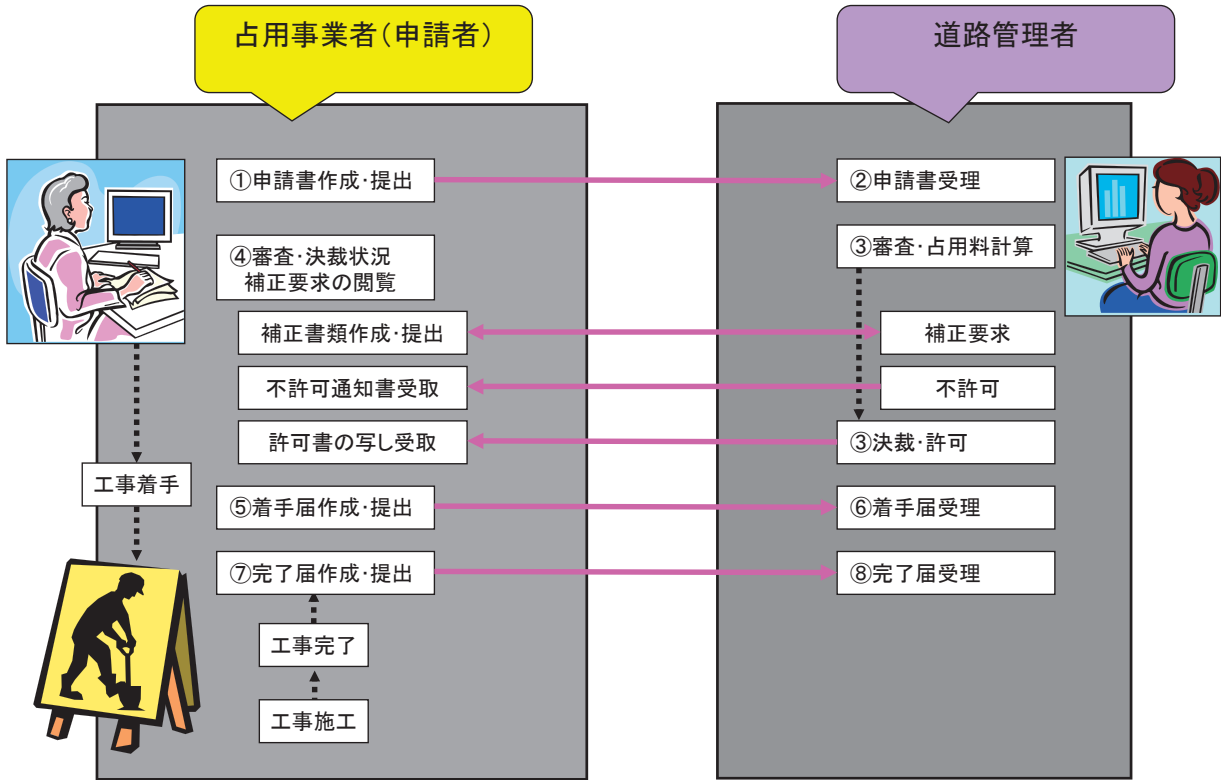 占用事業者(申請者)
道路管理者
①申請書作成・提出
②申請書受理
④審査・決裁状況
補正要求の閲覧
③審査・占用料計算
補正書類作成・提出
補正要求
不許可通知書受取
不許可
許可書の写し受取
③決裁・許可
工事着手
⑤着手届作成・提出
⑥着手届受理
⑦完了届作成・提出
⑧完了届受理
工事完了
工事施工